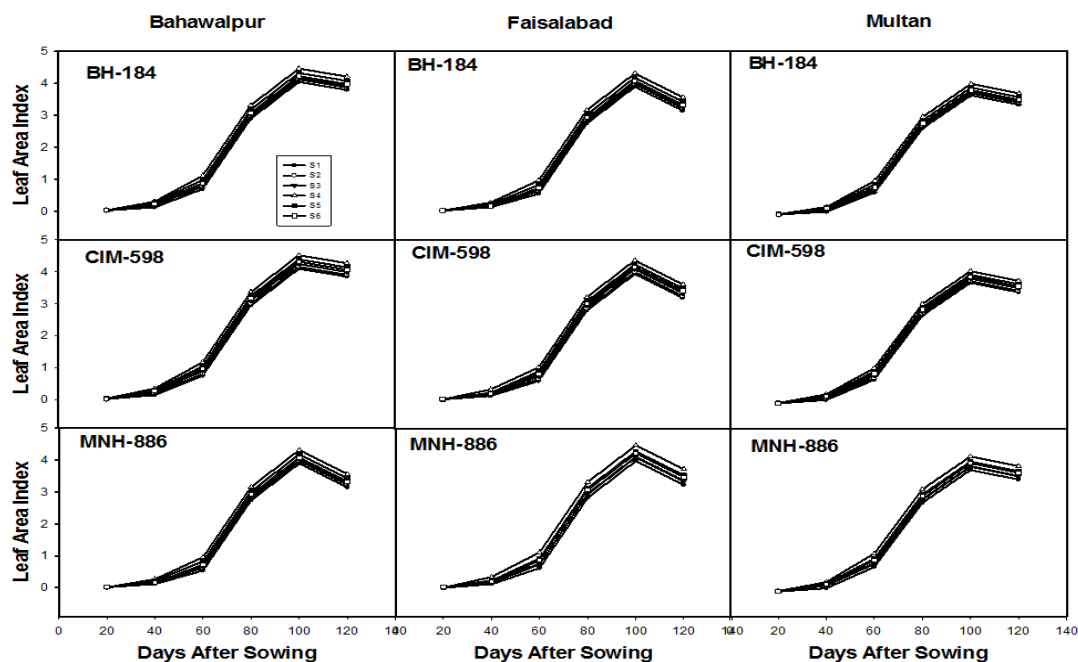 Bahawalpur Faisalabad Multan
5
BH-184 BH-184 BH-184
4
3
2
1
0
Leaf Area Index
S1
S2
S3
S4
S5
S6
5
CIM-598 CIM-598 CIM-598
4
3
2
1
0
Leaf Area Index
5
MNH-886 MNH-886 MNH-886
4
3
2
1
0
Leaf Area Index
0 20 40 60 80 100 120 140 20 40 60 80 100 120 140 20 40 60 80 100 120 140
Days After Sowing Days After Sowing Days After Sowing